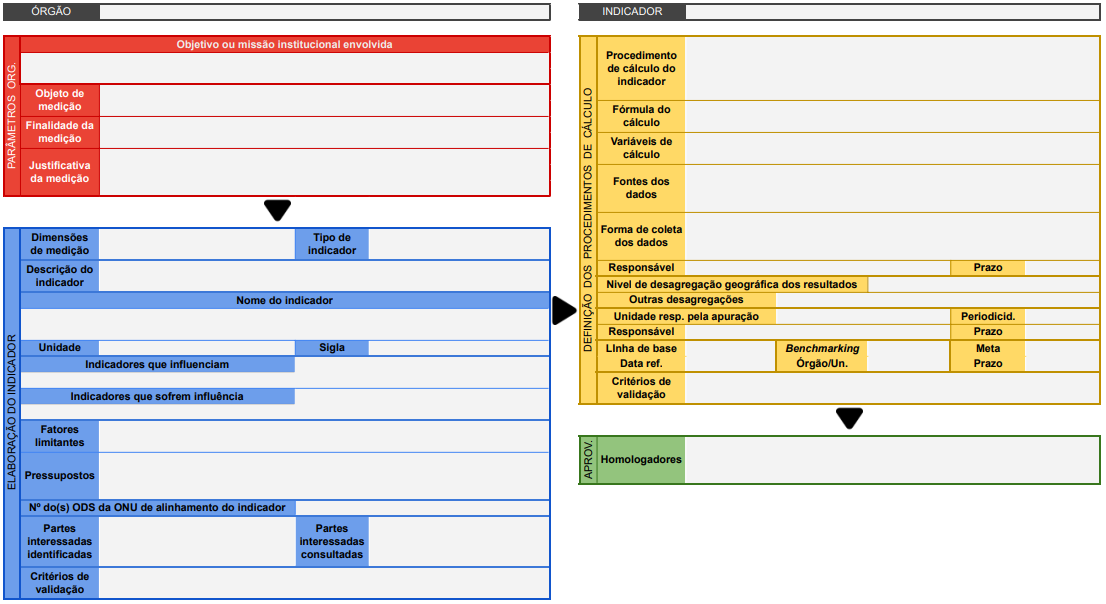 ÓRGÃO
PARÂMETROS ORG.
Objetivo ou missão institucional envolvida
Objeto de
medição
Finalidade da
medição
Justificativa
da medição
ELABORAÇÃO DO INDICADOR
Dimensões
de medição
Tipo de
indicador
Descrição do
indicador
Nome do indicador
Unidade
Sigla
Indicadores que influenciam
Indicadores que sofrem influência
Fatores
limitantes
Pressupostos
Nº do(s) ODS da ONU de alinhamento do indicador
Partes
interessadas
identificadas
Partes
interessadas
consultadas
Critérios de
validação
INDICADOR
DEFINIÇÃO DOS PROCEDIMENTOS DE CÁLCULO
Procedimento
de cálculo do
indicador
Fórmula do
cálculo
Variáveis de
cálculo
Fontes dos
dados
Forma de coleta
dos dados
Responsável
Prazo
Nivel de desagregação geográfica dos resultados
Outras desagregações
Unidade resp. pela apuração
Periodicid.
Responsável
Prazo
LInha de base
Benchmarking
Meta
Data ref.
Órgão/Un.
Prazo
Critérios de
validação
APROV.
Homologadores